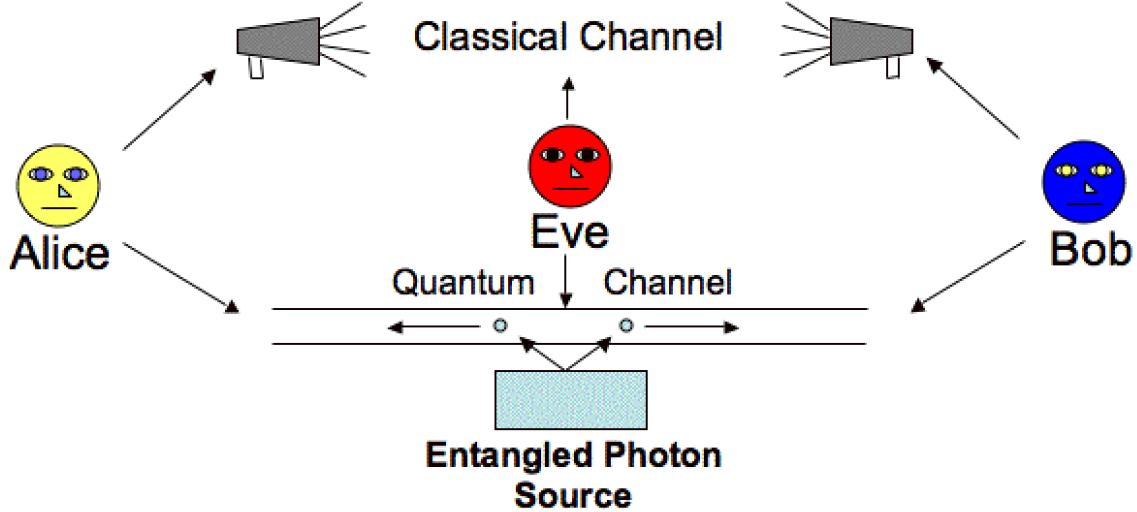 Classical Channel
Alice
Eve
Bob
Quantum Channel
Entangled Photon
Source